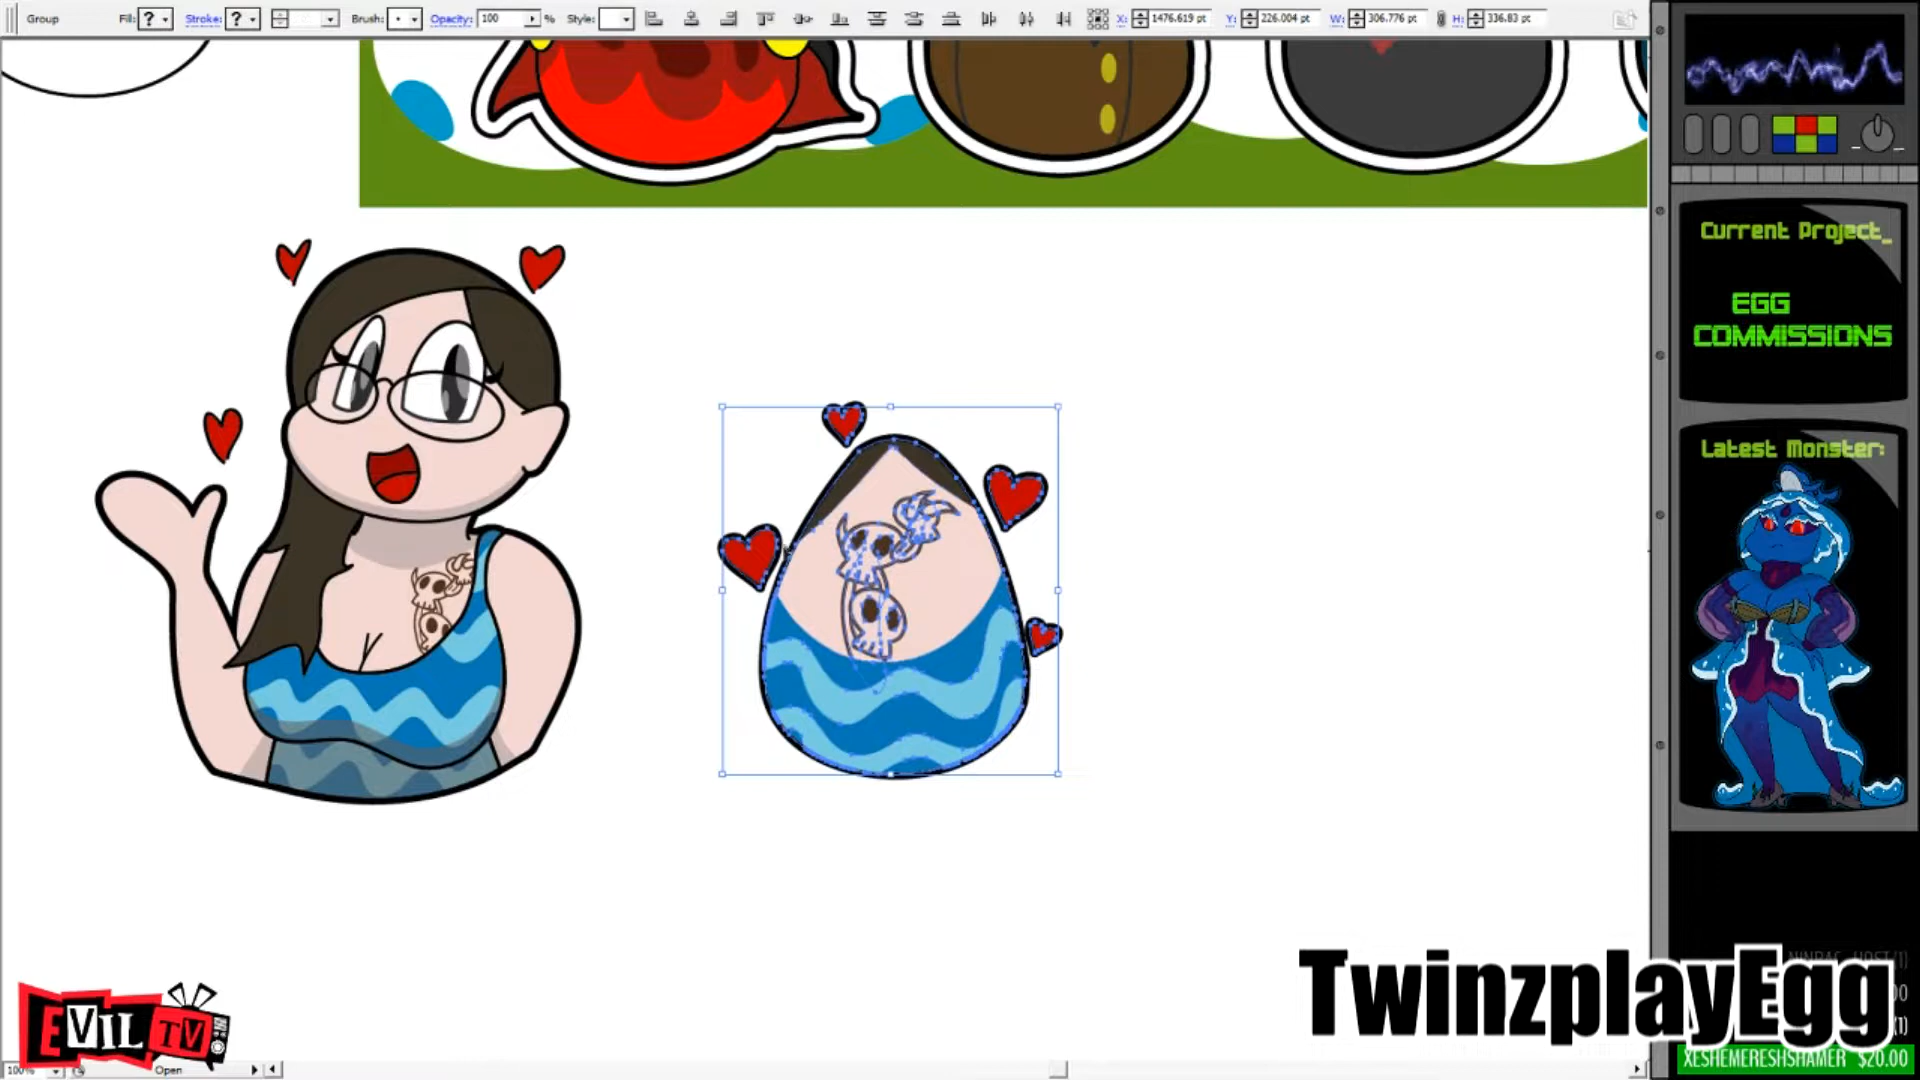 Group Fill: ? Stroke: ? Brush: Opacity: 100 % Style: X: 1476.619 pt Y: 226.004 pt W: 306.776 pt H: 336.83 pt
Current Project_
EGG
COMMISSIONS
Latest Monster:
TwinzplayEgg
XESHEMERESHSHAMER $20.00
EVIL TV
100% Open